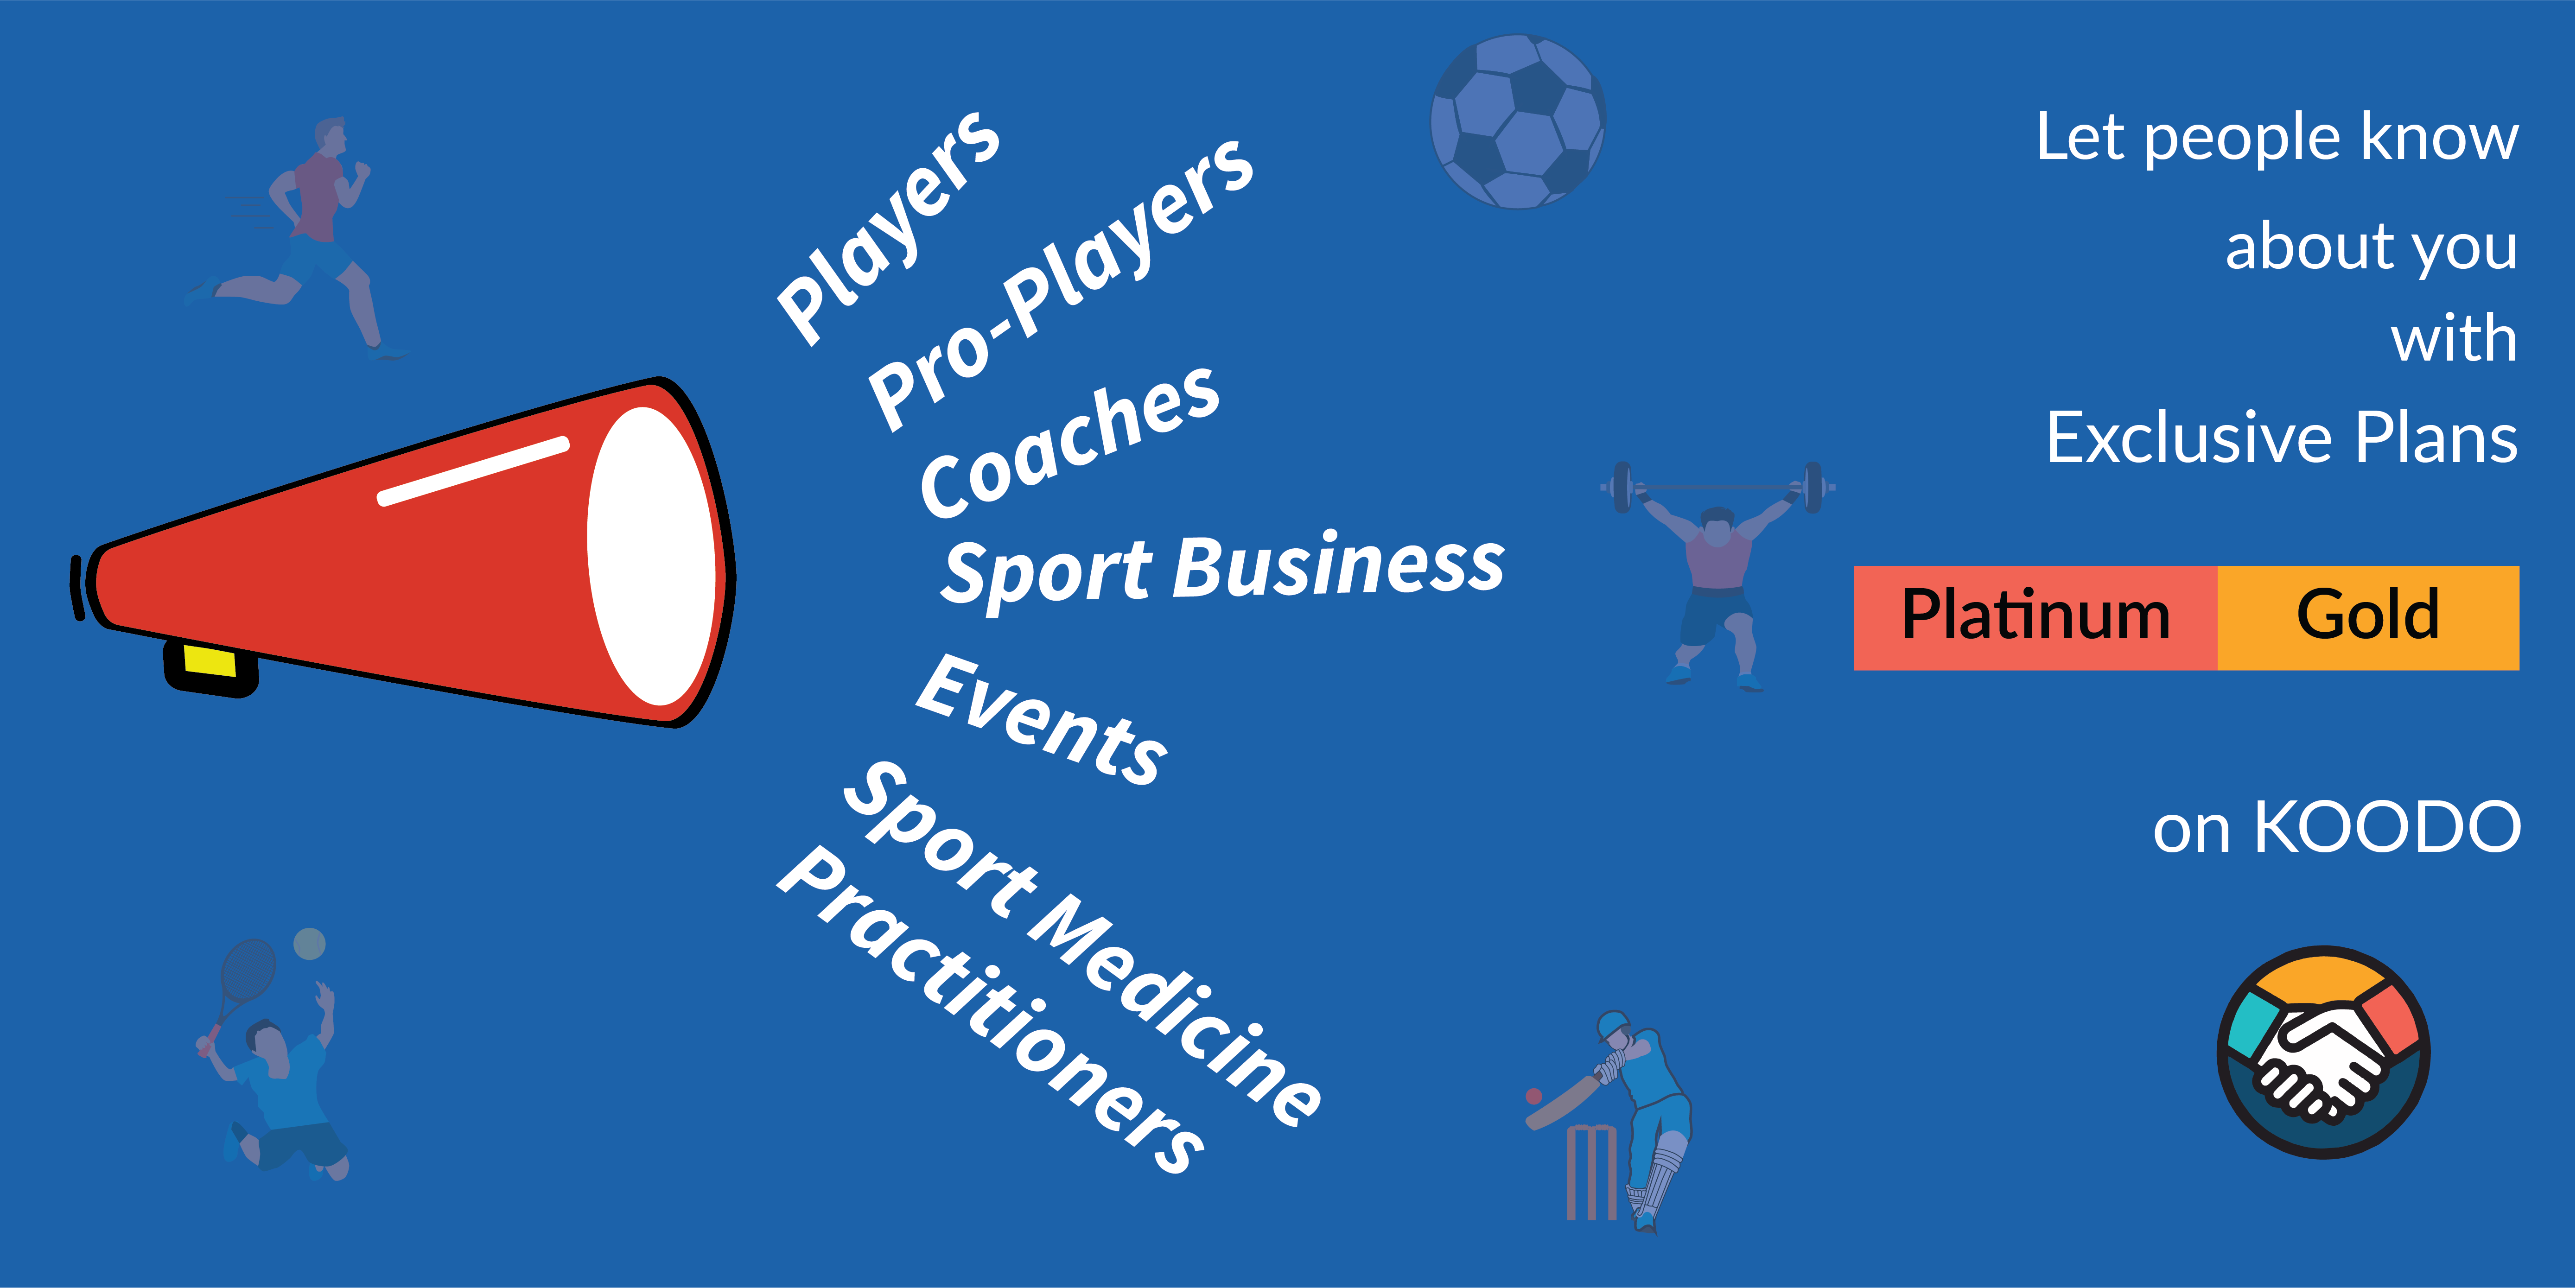 Players
Pro-Players
Coaches
Sport Business
Events
Sport Medicine
Practitioners
Let people know
about you
with
Exclusive Plans
Platinum Gold
on KOODO